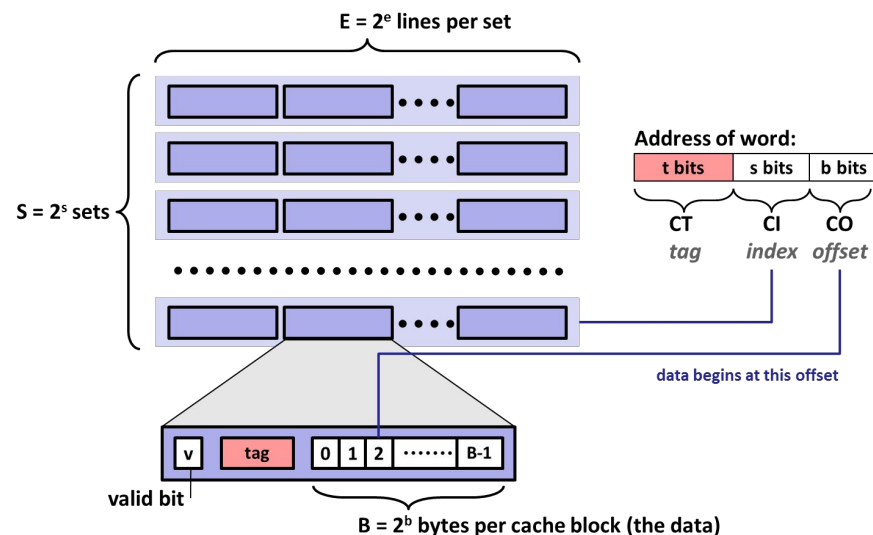 E = 2ᵉ lines per set
S = 2ˢ sets
Address of word:
t bits s bits b bits
CT CI CO
tag index offset
data begins at this offset
v tag 0 1 2 ······· B-1
valid bit
B = 2ᵇ bytes per cache block (the data)